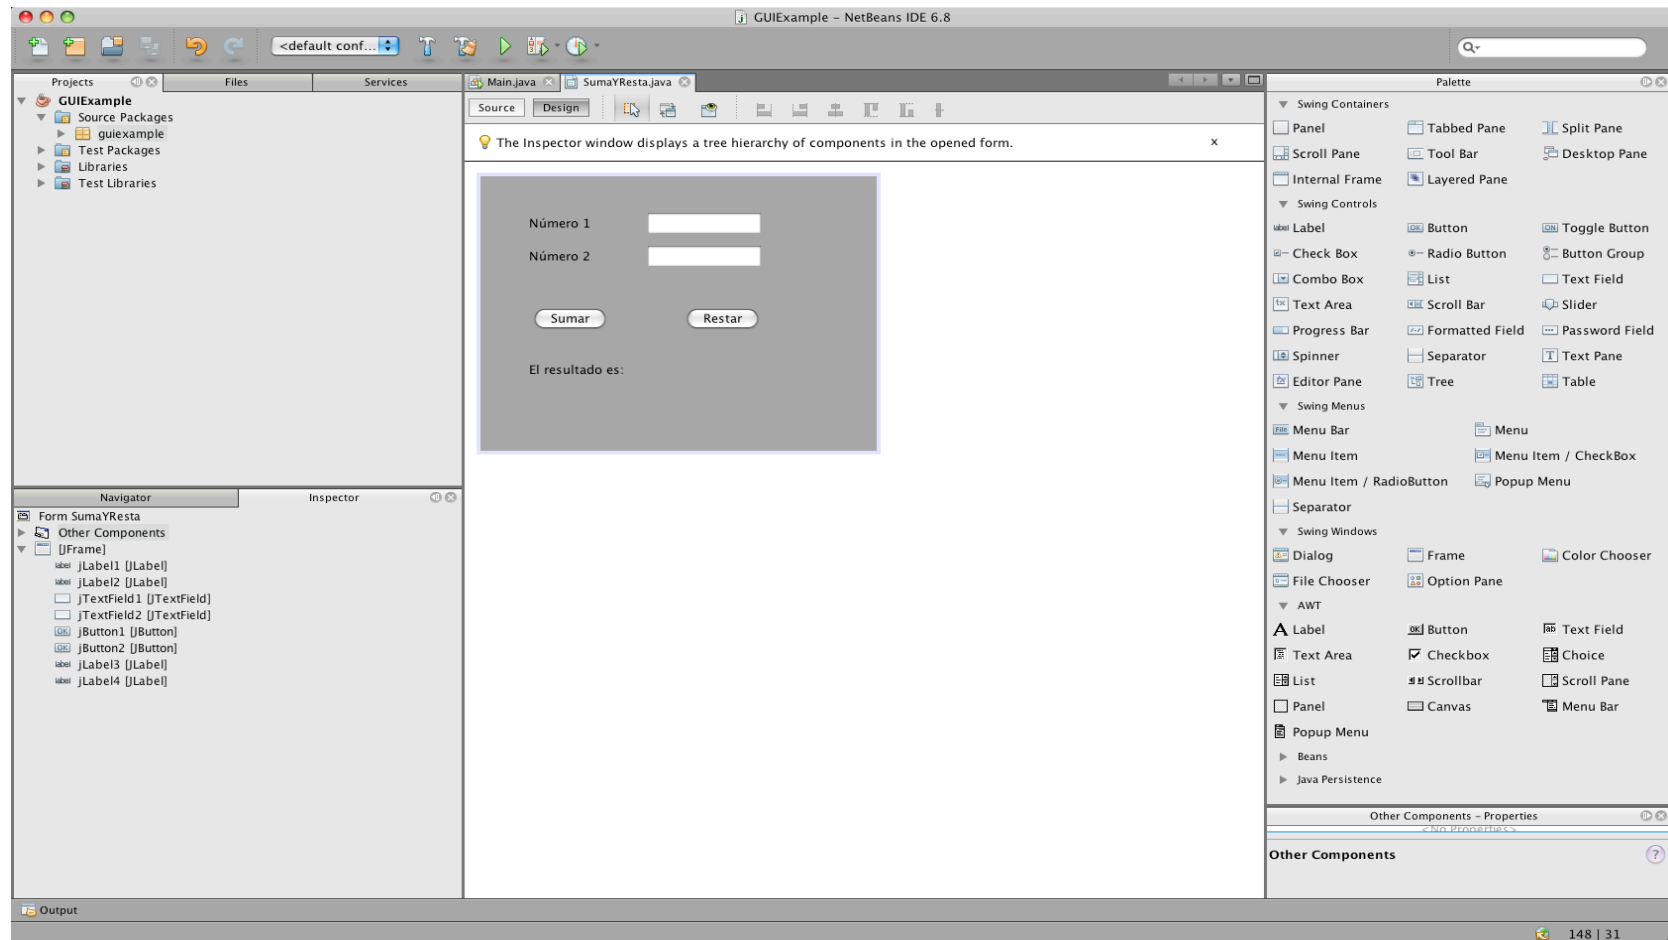 GUIExample – NetBeans IDE 6.8
<default conf...
Projects
Files
Services
GUIExample
Source Packages
guiexample
Test Packages
Libraries
Test Libraries
Navigator
Inspector
Form SumaYResta
Other Components
[JFrame]
jLabel1 [JLabel]
jLabel2 [JLabel]
jTextField1 [JTextField]
jTextField2 [JTextField]
jButton1 [JButton]
jButton2 [JButton]
jLabel3 [JLabel]
jLabel4 [JLabel]
Main.java
SumaYResta.java
Source Design
The Inspector window displays a tree hierarchy of components in the opened form. x
Número 1
Número 2
Sumar Restar
El resultado es:
Palette
Swing Containers
Panel Tabbed Pane Split Pane
Scroll Pane Tool Bar Desktop Pane
Internal Frame Layered Pane
Swing Controls
label Label OK Button ON Toggle Button
Check Box Radio Button Button Group
Combo Box List Text Field
Text Area Scroll Bar Slider
Progress Bar Formatted Field Password Field
Spinner Separator Text Pane
Editor Pane Tree Table
Swing Menus
File Menu Bar Menu
Menu Item Menu Item / CheckBox
Menu Item / RadioButton Popup Menu
Separator
Swing Windows
Dialog Frame Color Chooser
File Chooser Option Pane
AWT
A Label OK Button ab Text Field
Text Area Checkbox Choice
List Scrollbar Scroll Pane
Panel Canvas Menu Bar
Popup Menu
Beans
Java Persistence
Other Components – Properties
<No Properties>
Other Components ?
Output
148 | 31